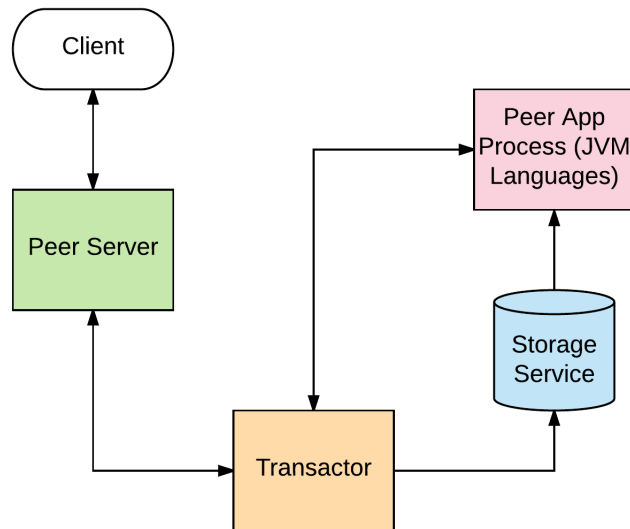 Client
Peer App
Process (JVM
Languages)
Peer Server
Storage
Service
Transactor